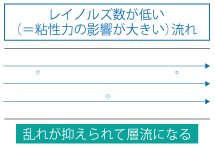 レイノルズ数が低い
(=粘性力の影響が大きい)流れ
乱れが抑えられて層流になる